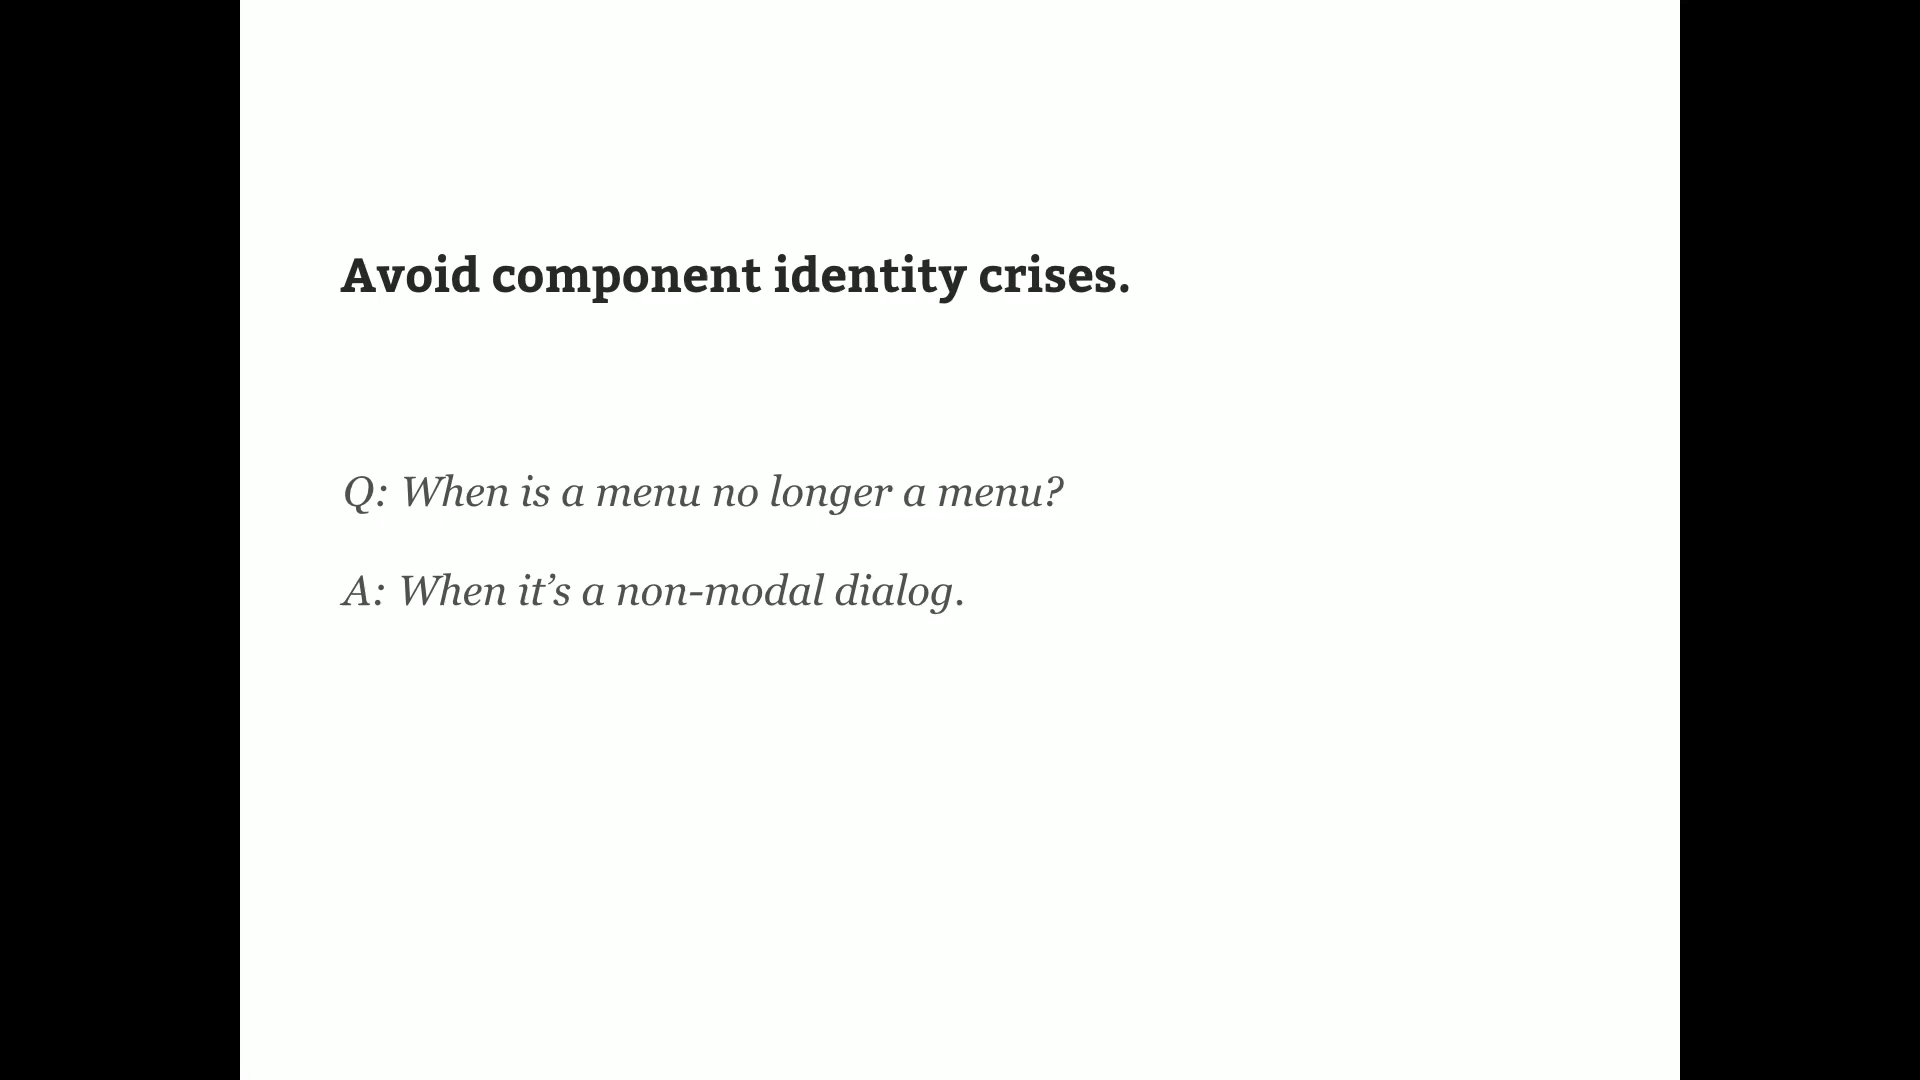 Avoid component identity crises.
Q: When is a menu no longer a menu?
A: When it’s a non-modal dialog.